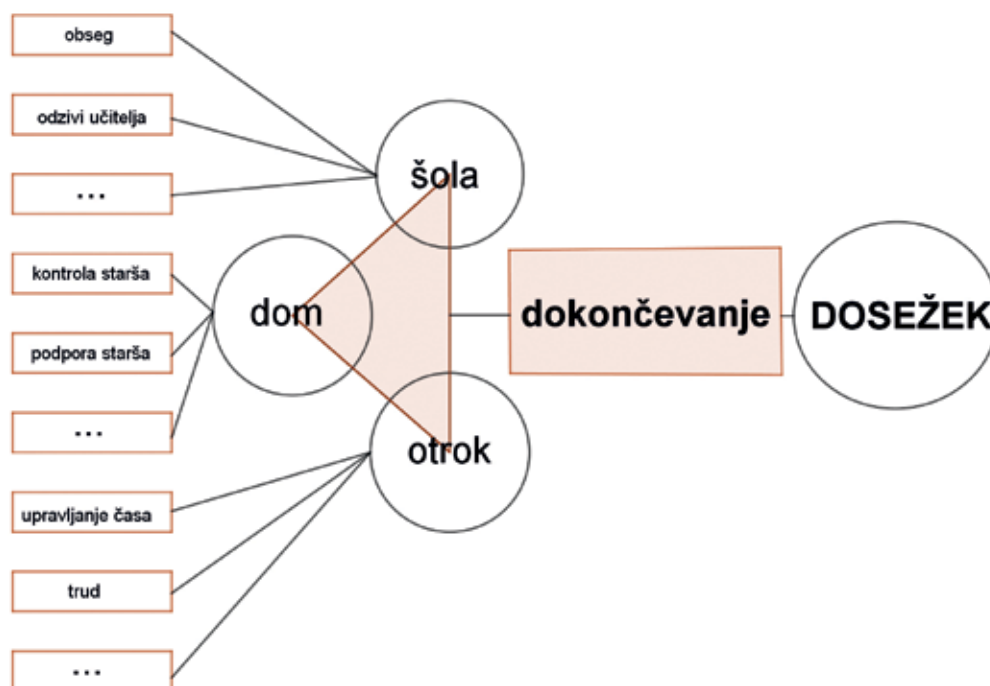 obseg
odzivi učitelja
...
kontrola starša
podpora starša
...
upravljanje časa
trud
...
šola
dom
otrok
dokončevanje
DOSEŽEK